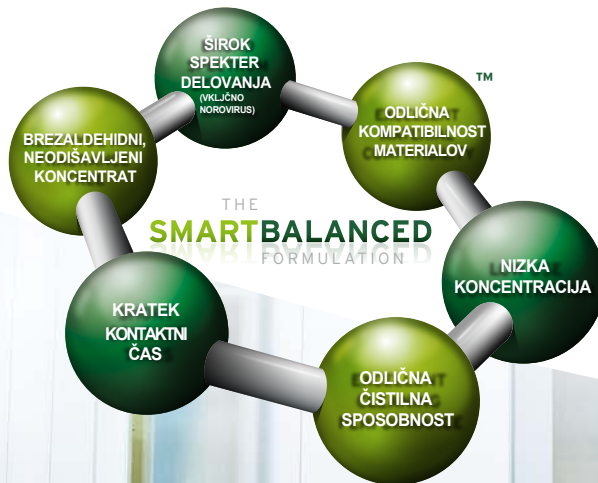 ŠIROK
SPEKTER
DELOVANJA
(VKLJČNO
NOROVIRUS)
™
ODLIČNA
KOMPATIBILNOST
MATERIALOV
BREZALDEHIDNI,
NEODIŠAVLJENI
KONCENTRAT
THE
SMARTBALANCED
FORMULATION
NIZKA
KONCENTRACIJA
KRATEK
KONTAKTNI
ČAS
ODLIČNA
ČISTILNA
SPOSOBNOST